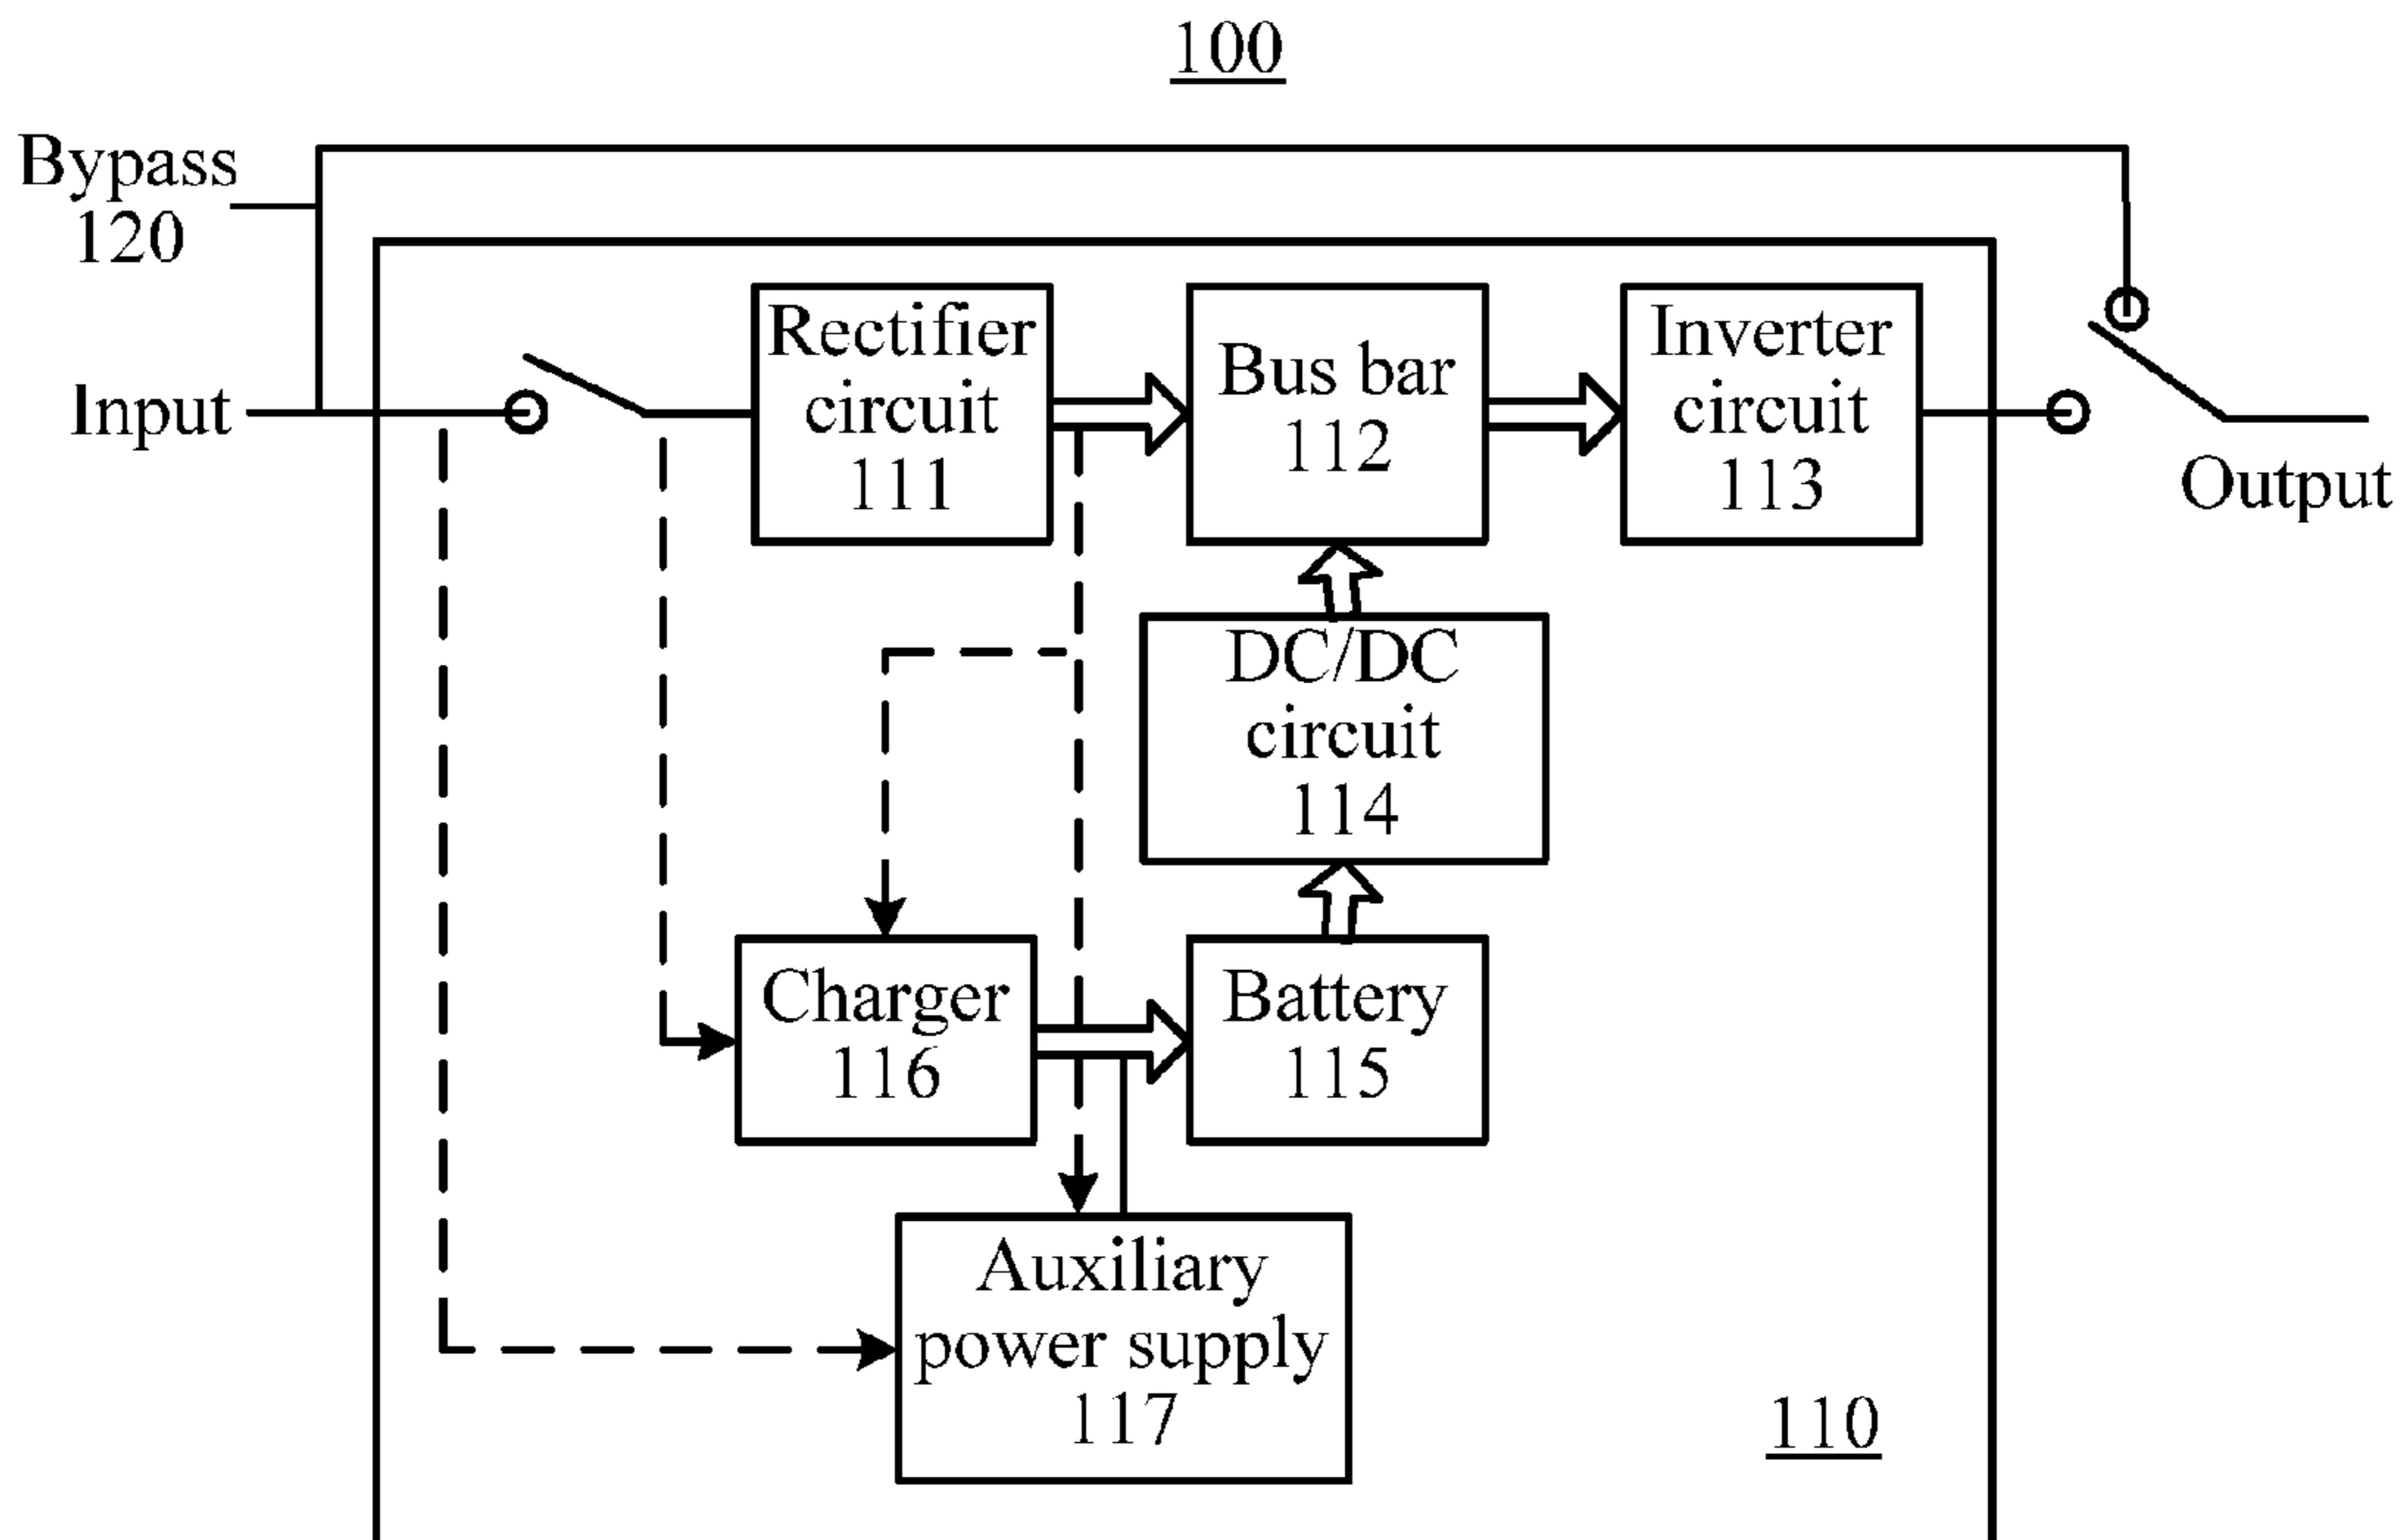 100
Bypass
120
Input
Rectifier
circuit
111
Bus bar
112
Inverter
circuit
113
Output
DC/DC
circuit
114
Charger
116
Battery
115
Auxiliary
power supply
117
110